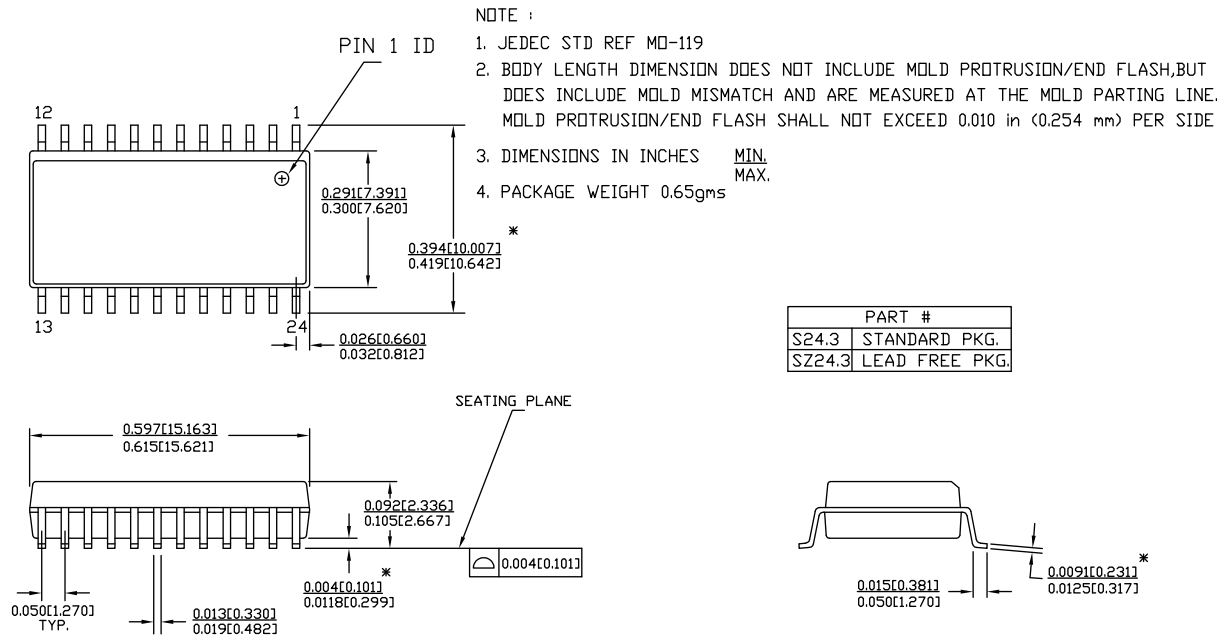 NOTE :
1. JEDEC STD REF MO-119
2. BODY LENGTH DIMENSION DOES NOT INCLUDE MOLD PROTRUSION/END FLASH,BUT
DOES INCLUDE MOLD MISMATCH AND ARE MEASURED AT THE MOLD PARTING LINE.
MOLD PROTRUSION/END FLASH SHALL NOT EXCEED 0.010 in (0.254 mm) PER SIDE
3. DIMENSIONS IN INCHES MIN.
MAX.
4. PACKAGE WEIGHT 0.65gms
PIN 1 ID
12 1
0.291[7.391]
0.300[7.620]
*
0.394[10.007]
0.419[10.642]
13 24
0.026[0.660]
0.032[0.812]
PART #
S24.3 STANDARD PKG.
SZ24.3 LEAD FREE PKG.
SEATING PLANE
0.597[15.163]
0.615[15.621]
0.092[2.336]
0.105[2.667]
0.004[0.101]
*
0.004[0.101]
0.0118[0.299]
0.050[1.270]
TYP.
0.013[0.330]
0.019[0.482]
0.015[0.381]
0.050[1.270]
*
0.0091[0.231]
0.0125[0.317]